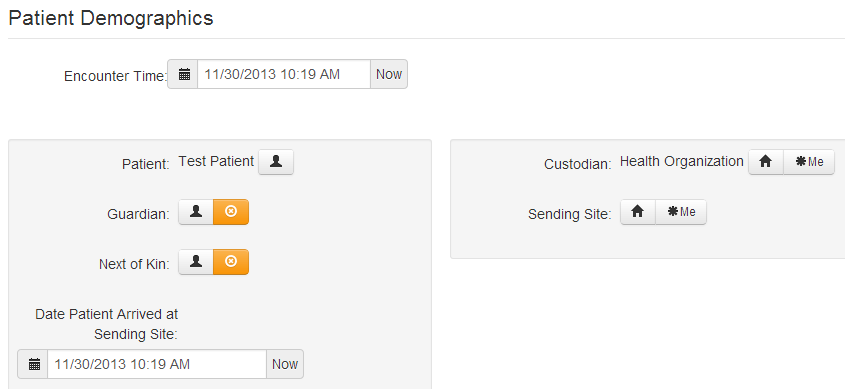 Patient Demographics
Encounter Time: 11/30/2013 10:19 AM Now
Patient: Test Patient
Guardian:
Next of Kin:
Date Patient Arrived at
Sending Site:
11/30/2013 10:19 AM Now
Custodian: Health Organization Me
Sending Site: Me